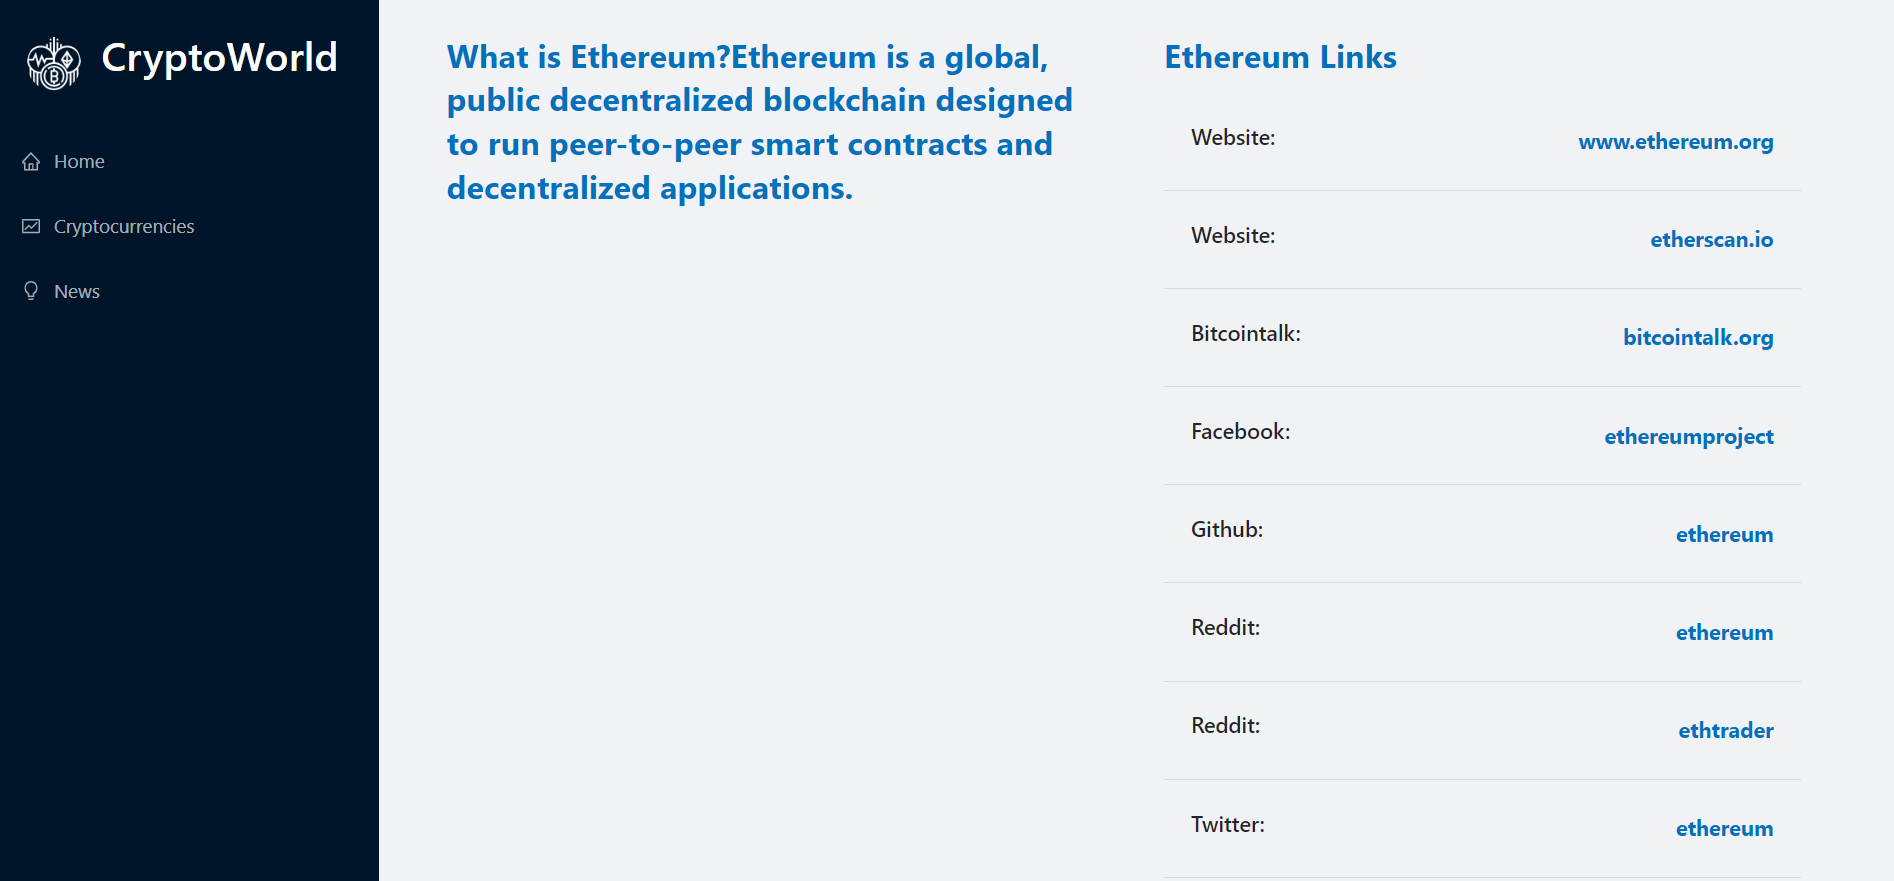 CryptoWorld
Home
Cryptocurrencies
News
What is Ethereum?Ethereum is a global,
public decentralized blockchain designed
to run peer-to-peer smart contracts and
decentralized applications.
Ethereum Links
Website: www.ethereum.org
Website: etherscan.io
Bitcointalk: bitcointalk.org
Facebook: ethereumproject
Github: ethereum
Reddit: ethereum
Reddit: ethtrader
Twitter: ethereum